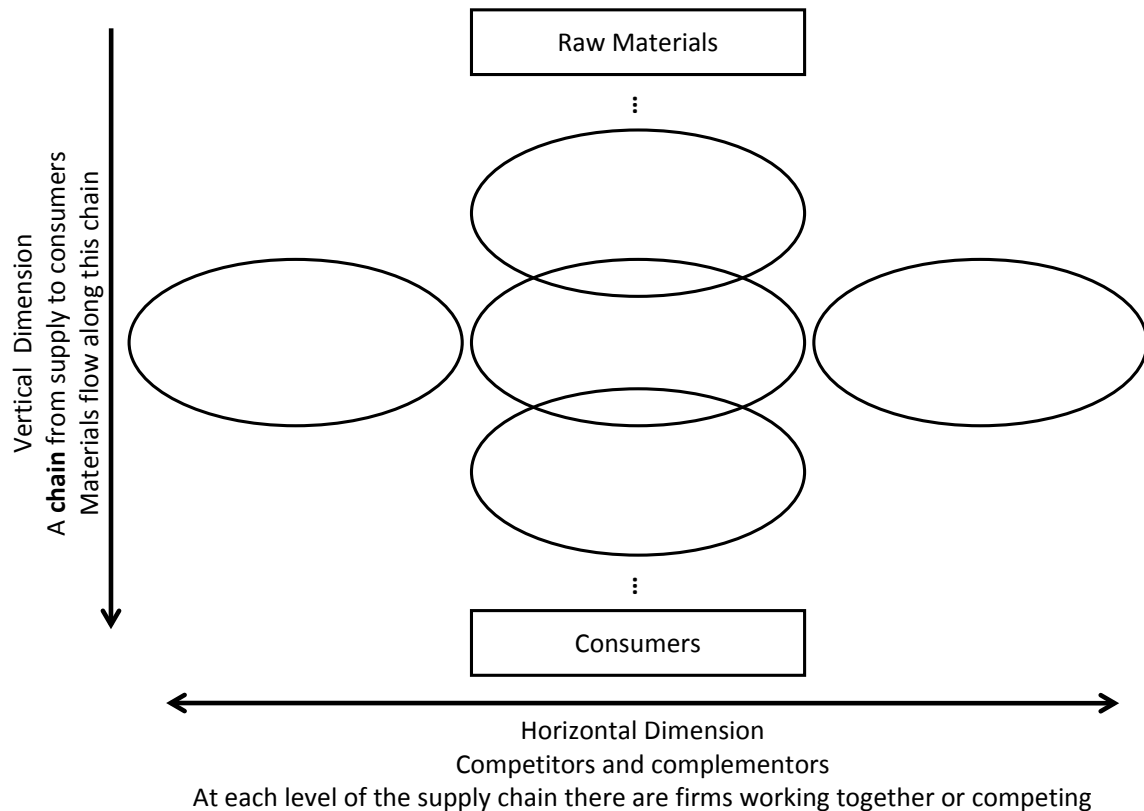 Raw Materials
...
Vertical Dimension
A chain from supply to consumers
Materials flow along this chain
...
Consumers
Horizontal Dimension
Competitors and complementors
At each level of the supply chain there are firms working together or competing